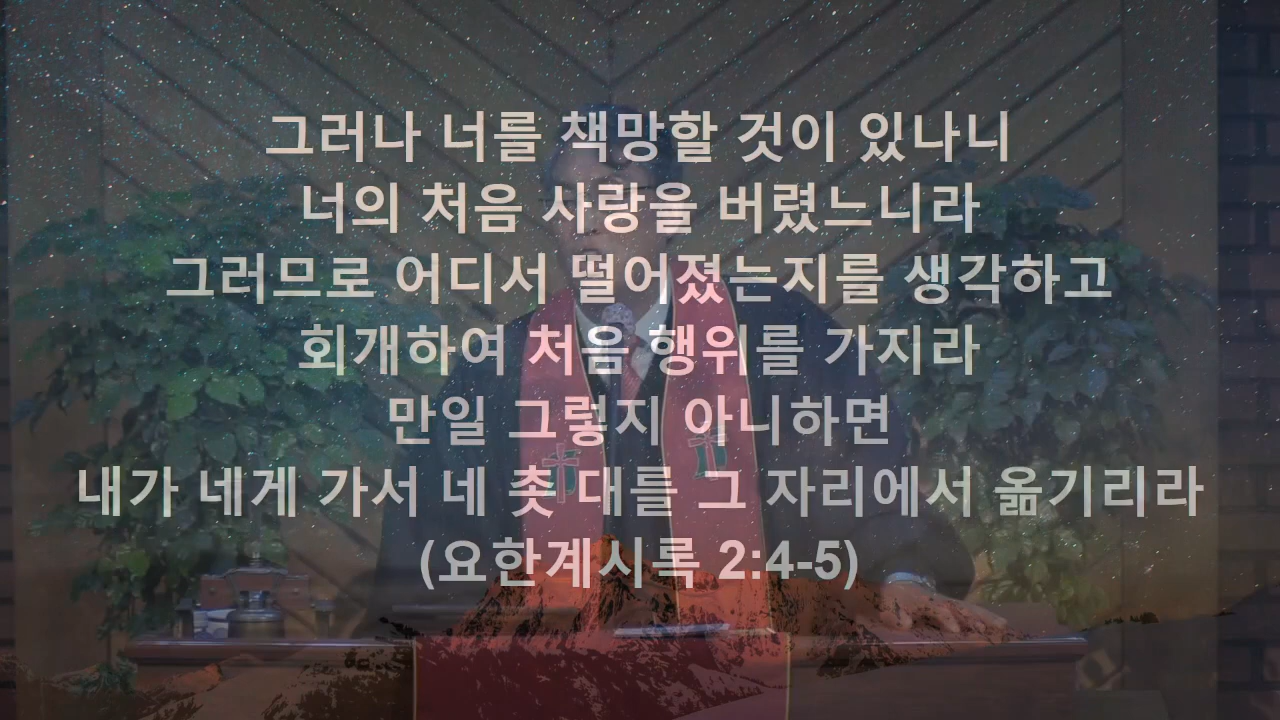 그러나 너를 책망할 것이 있나니
너의 처음 사랑을 버렸느니라
그러므로 어디서 떨어졌는지를 생각하고
회개하여 처음 행위를 가지라
만일 그렇지 아니하면
내가 네게 가서 네 촛대를 그 자리에서 옮기리라
(요한계시록 2:4-5)